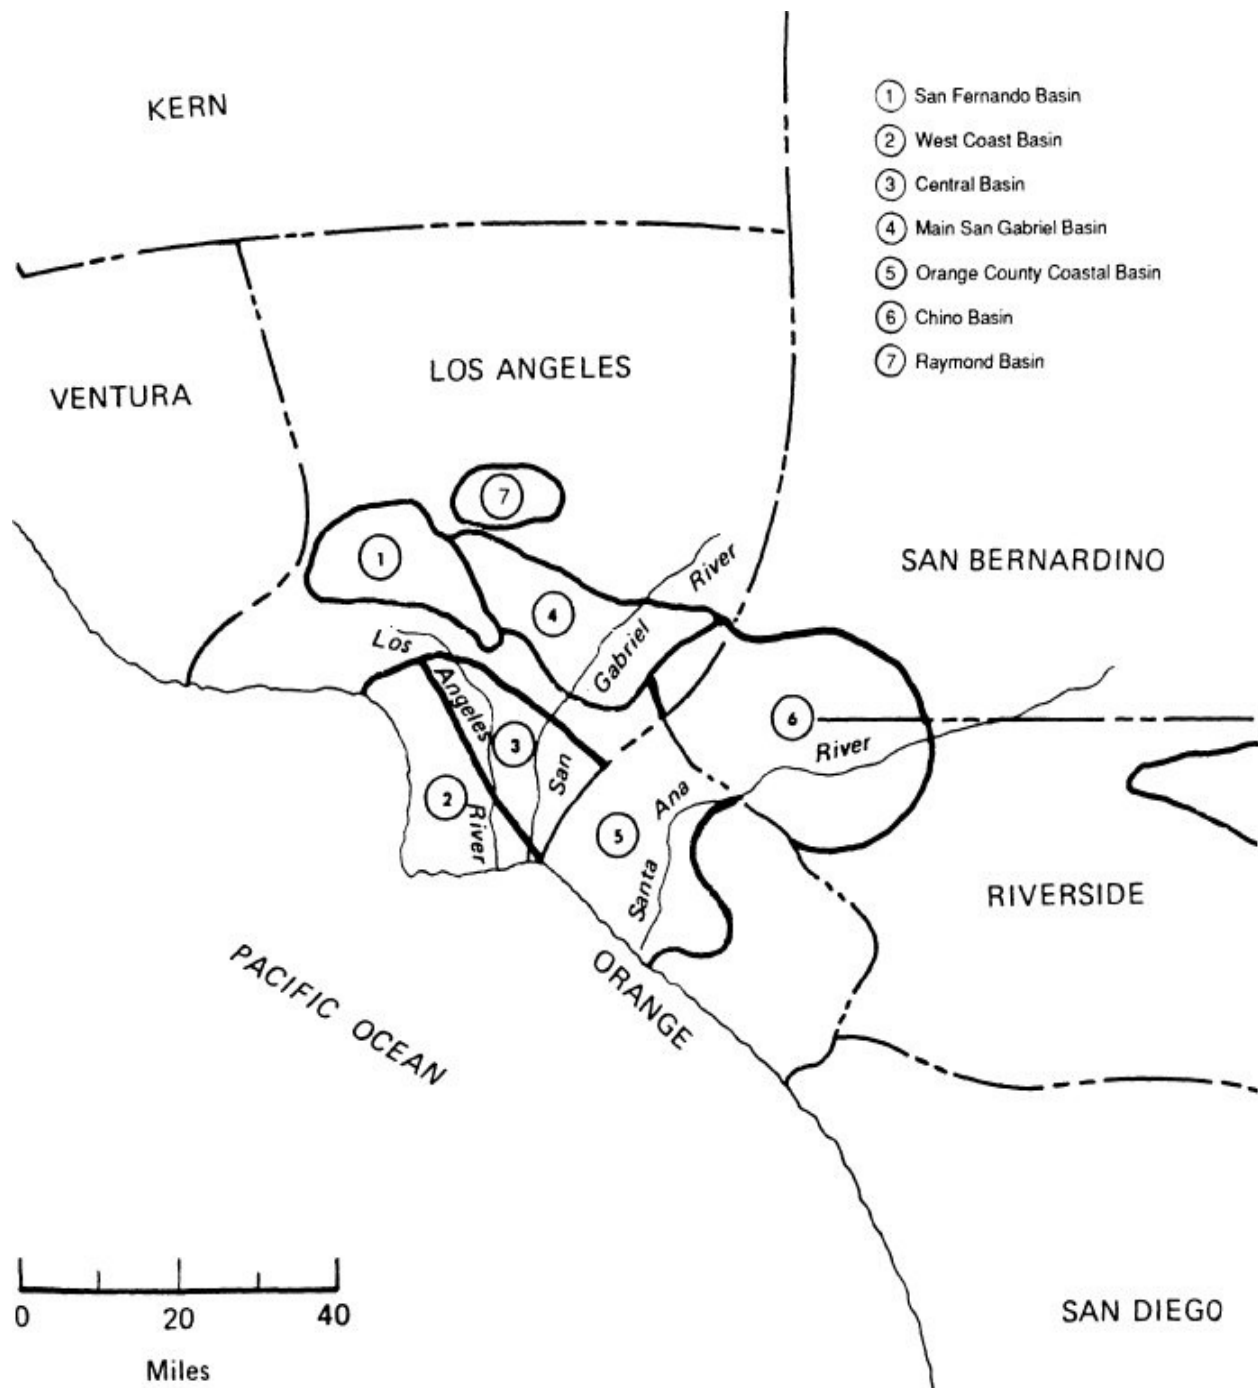 KERN
① San Fernando Basin
② West Coast Basin
③ Central Basin
④ Main San Gabriel Basin
⑤ Orange County Coastal Basin
⑥ Chino Basin
⑦ Raymond Basin
VENTURA
LOS ANGELES
SAN BERNARDINO
⑦
①
④
San Gabriel River
Los Angeles River
⑥
③
②
⑤
Santa Ana River
RIVERSIDE
ORANGE
PACIFIC OCEAN
SAN DIEGO
0 20 40
Miles